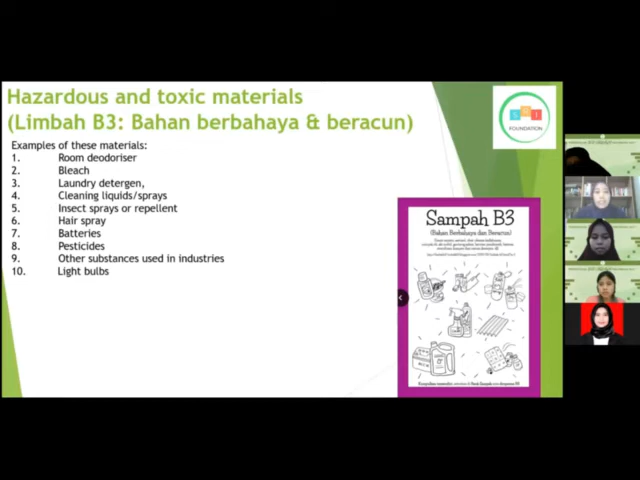 Hazardous and toxic materials
(Limbah B3: Bahan berbahaya & beracun)
Examples of these materials:
1. Room deodoriser
2. Bleach
3. Laundry detergen,
4. Cleaning liquids/sprays
5. Insect sprays or repellent
6. Hair spray
7. Batteries
8. Pesticides
9. Other substances used in industries
10. Light bulbs
FOUNDATION
Sampah B3
(Bahan Berbahaya dan Beracun)